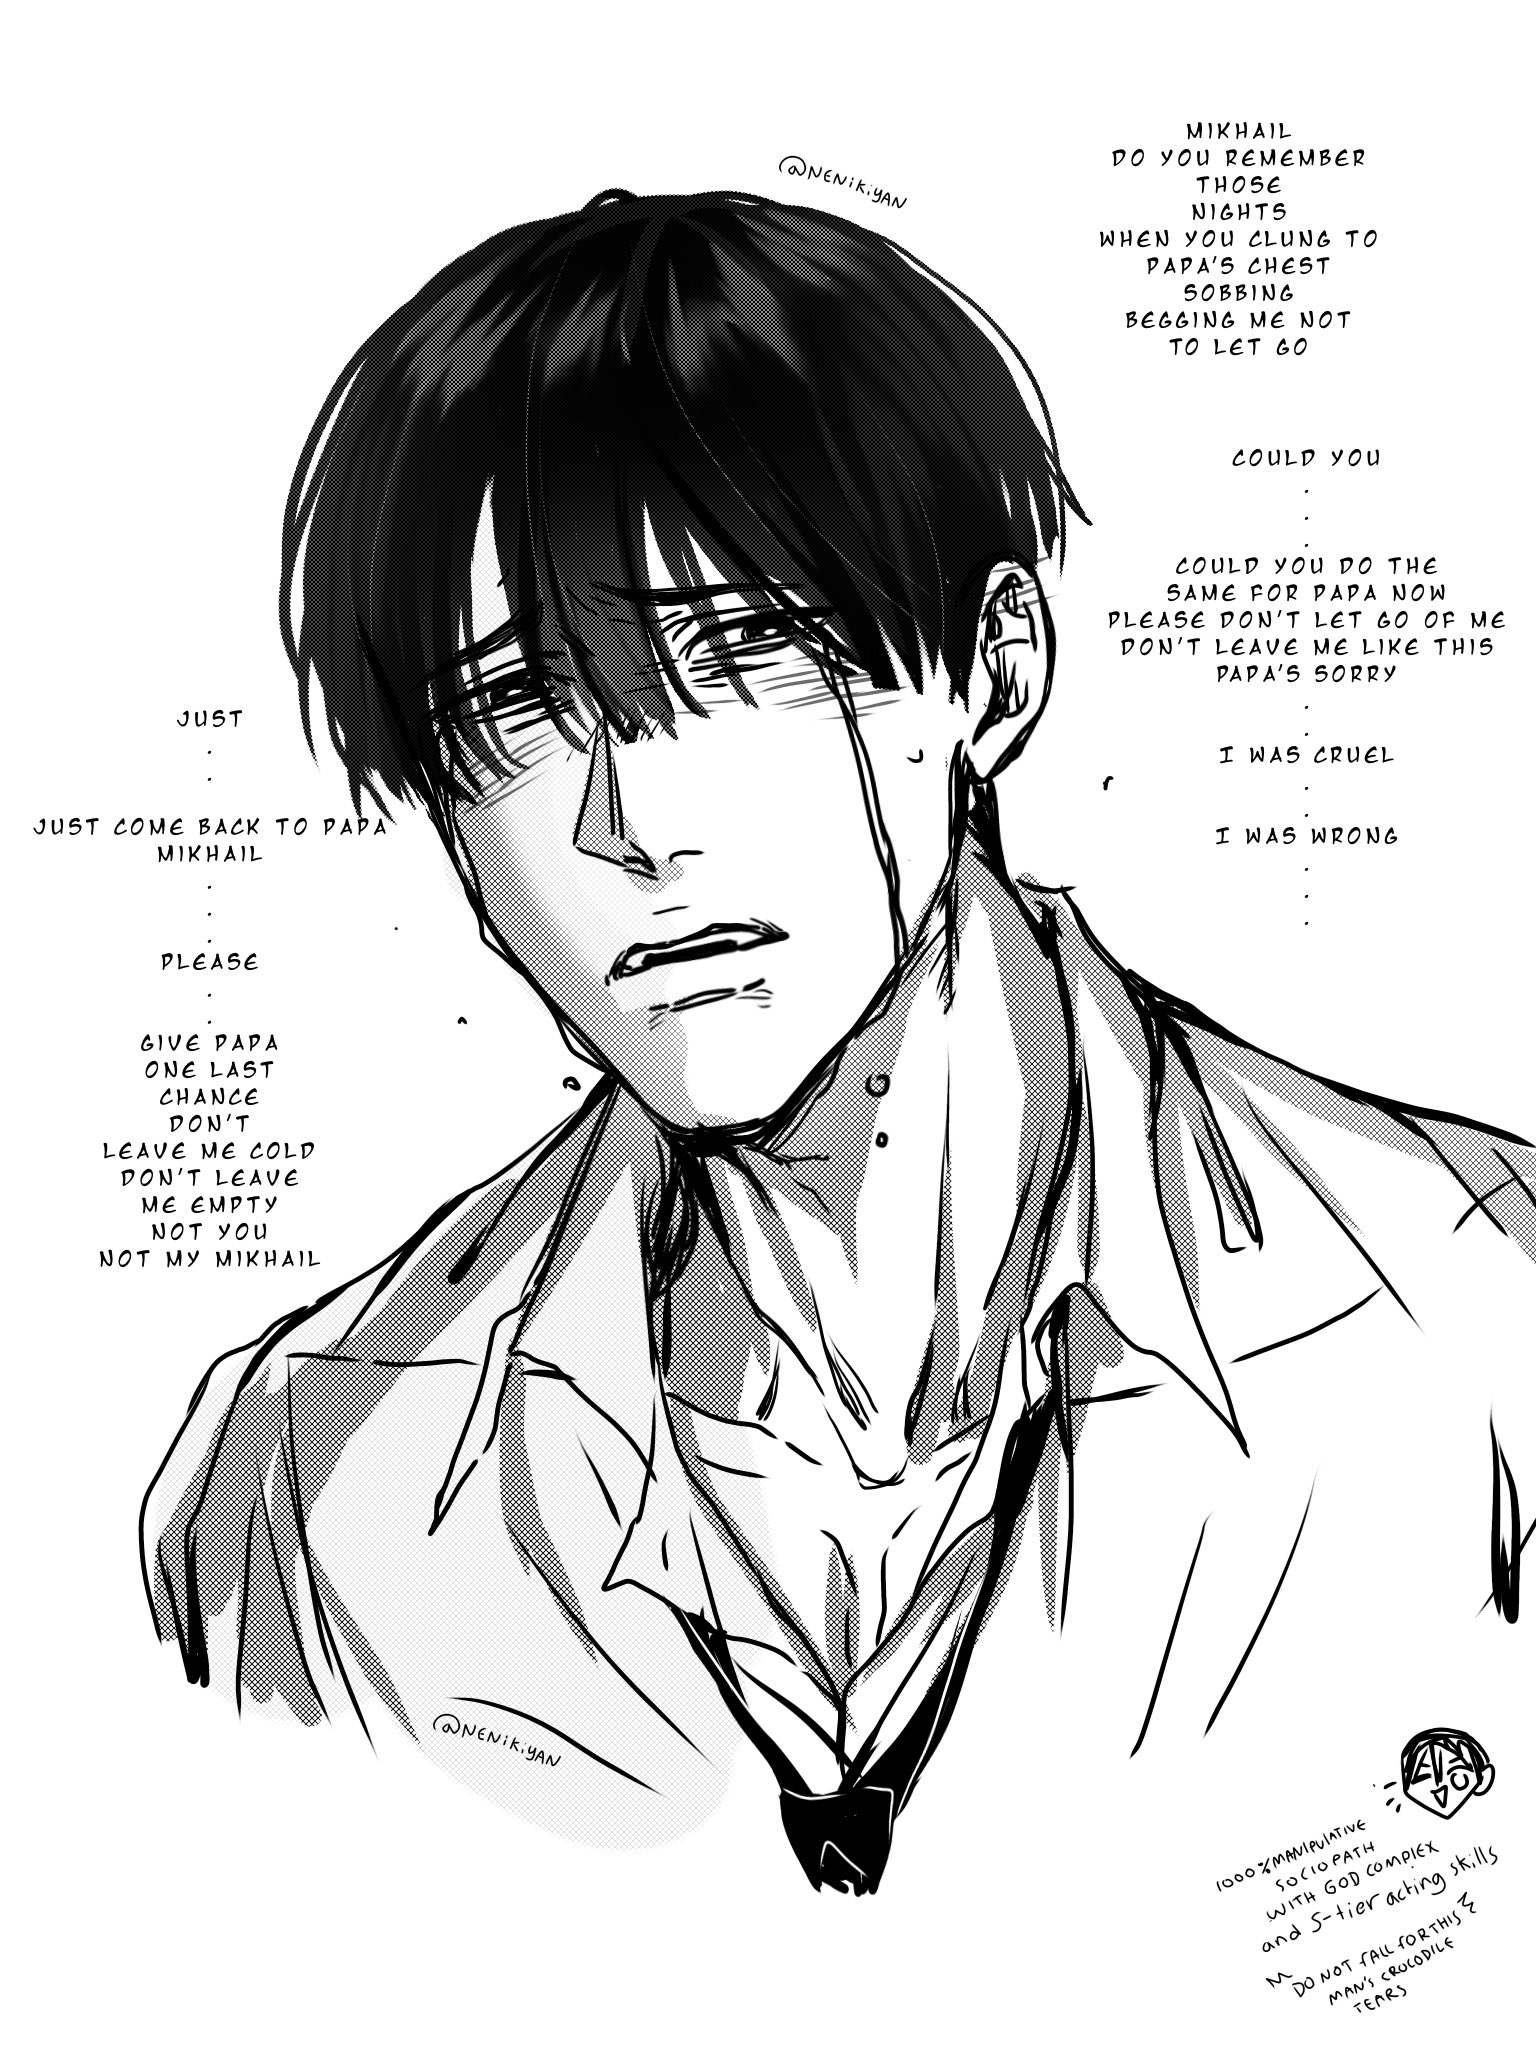 @NENiKiYAN
MIKHAIL
DO YOU REMEMBER
THOSE
NIGHTS
WHEN YOU CLUNG TO
PAPA'S CHEST
SOBBING
BEGGING ME NOT
TO LET GO
COULD YOU
.
.
.
COULD YOU DO THE
SAME FOR PAPA NOW
PLEASE DON'T LET GO OF ME
DON'T LEAVE ME LIKE THIS
PAPA'S SORRY
.
.
I WAS CRUEL
.
.
I WAS WRONG
.
.
.
JUST
.
.
JUST COME BACK TO PAPA
MIKHAIL
.
.
.
PLEASE
.
.
GIVE PAPA
ONE LAST
CHANCE
DON'T
LEAVE ME COLD
DON'T LEAVE
ME EMPTY
NOT YOU
NOT MY MIKHAIL
@NENiKiYAN
1000%MANIPULATIVE
SOCIOPATH
WITH GOD COMPLEX
and S-tier acting skills
DO NOT fALL fOR THIS
MAN'S CROCODILE
TEARS